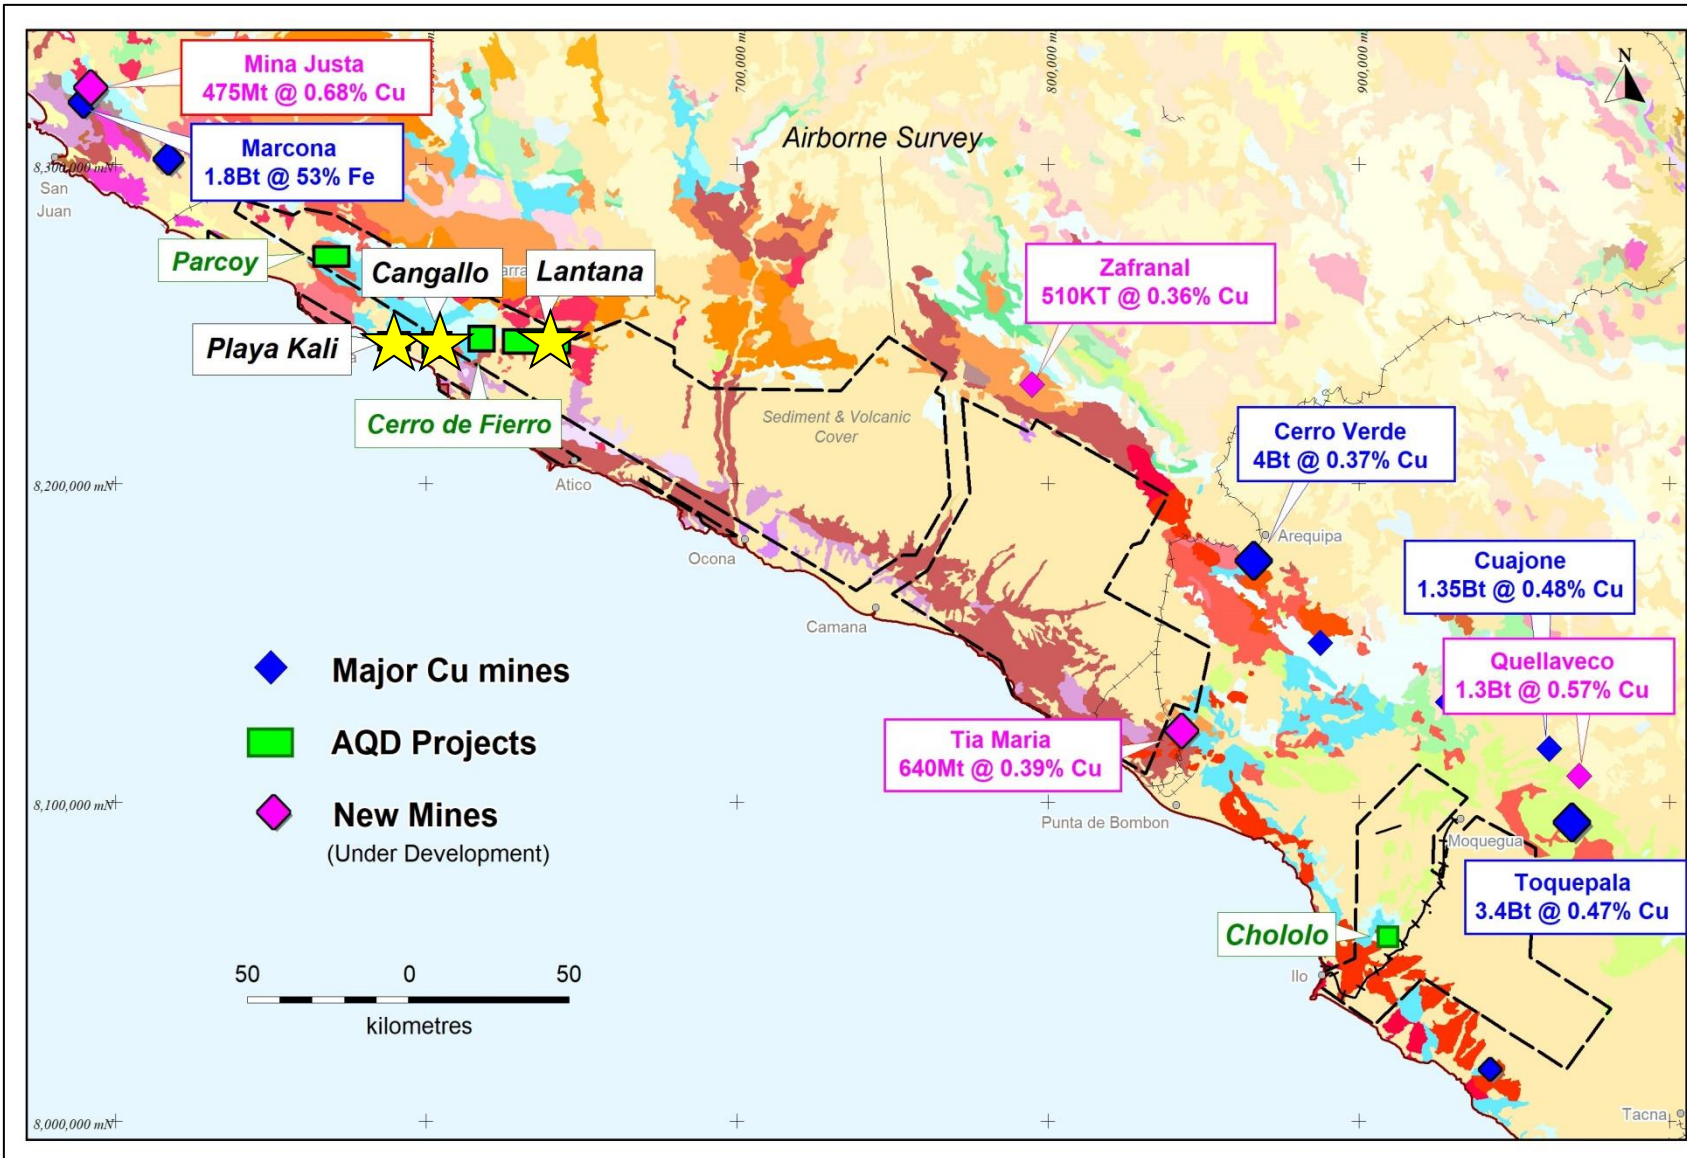 Mina Justa
475Mt @ 0.68% Cu
Marcona
1.8Bt @ 53% Fe
700,000 m
800,000 m
900,000 m
N
Airborne Survey
8,300,000 mN
San
Juan
Parcoy
Cangallo
Lantana
Zafranal
510KT @ 0.36% Cu
Playa Kali
Cerro de Fierro
Sediment & Volcanic
Cover
Cerro Verde
4Bt @ 0.37% Cu
8,200,000 mN
Atico
Ocona
Arequipa
Cuajone
1.35Bt @ 0.48% Cu
Camana
Quellaveco
1.3Bt @ 0.57% Cu
Major Cu mines
AQD Projects
New Mines
(Under Development)
Tia Maria
640Mt @ 0.39% Cu
8,100,000 mN
Punta de Bombon
Moquegua
Toquepala
3.4Bt @ 0.47% Cu
Chololo
Ilo
50 0 50
kilometres
8,000,000 mN
Tacna